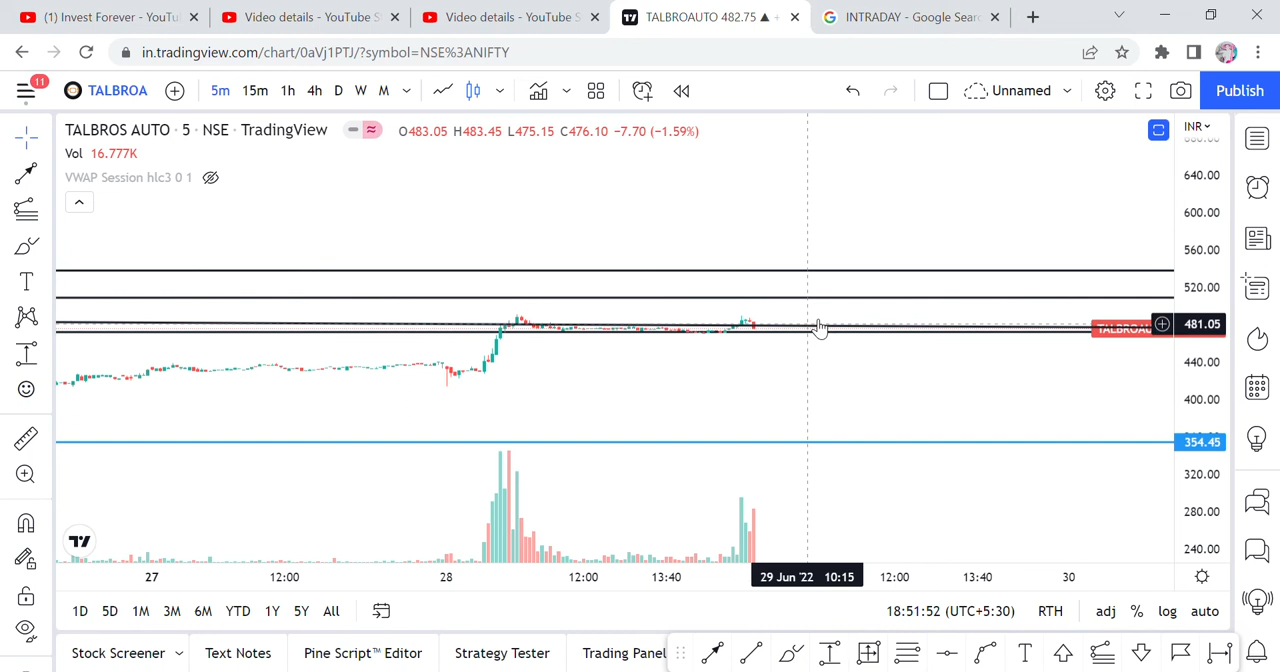 (1) Invest Forever - YouTu
Video details - YouTube S
Video details - YouTube S
TALBROAUTO 482.75 ▲ +
INTRADAY - Google Sear
in.tradingview.com/chart/0aVj1PTJ/?symbol=NSE%3ANIFTY
11
TALBROA
5m 15m 1h 4h D W M
Unnamed
Publish
TALBROS AUTO · 5 · NSE · TradingView
O483.05 H483.45 L475.15 C476.10 −7.70 (−1.59%)
INR
Vol 16.777K
VWAP Session hlc3 0 1
640.00
600.00
560.00
520.00
481.05
440.00
400.00
354.45
320.00
280.00
240.00
27 12:00 28 12:00 13:40 29 Jun '22 10:15 12:00 13:40 30
1D 5D 1M 3M 6M YTD 1Y 5Y All
18:51:52 (UTC+5:30) RTH adj % log auto
Stock Screener Text Notes Pine Script™ Editor Strategy Tester Trading Panel